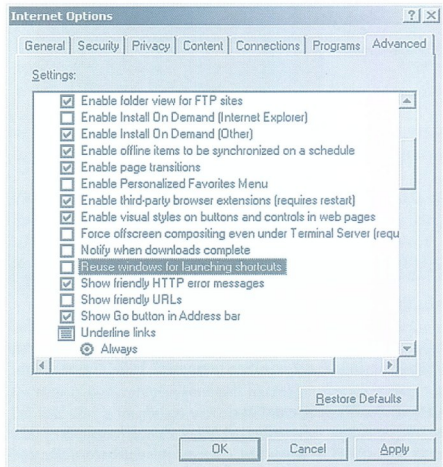 Internet Options
General Security Privacy Content Connections Programs Advanced
Settings:
Enable folder view for FTP sites
Enable Install On Demand (Internet Explorer)
Enable Install On Demand (Other)
Enable offline items to be synchronized on a schedule
Enable page transitions
Enable Personalized Favorites Menu
Enable third-party browser extensions (requires restart)
Enable visual styles on buttons and controls in web pages
Force offscreen compositing even under Terminal Server (requ
Notify when downloads complete
Reuse windows for launching shortcuts
Show friendly HTTP error messages
Show friendly URLs
Show Go button in Address bar
Underline links
Always
Restore Defaults
OK Cancel Apply